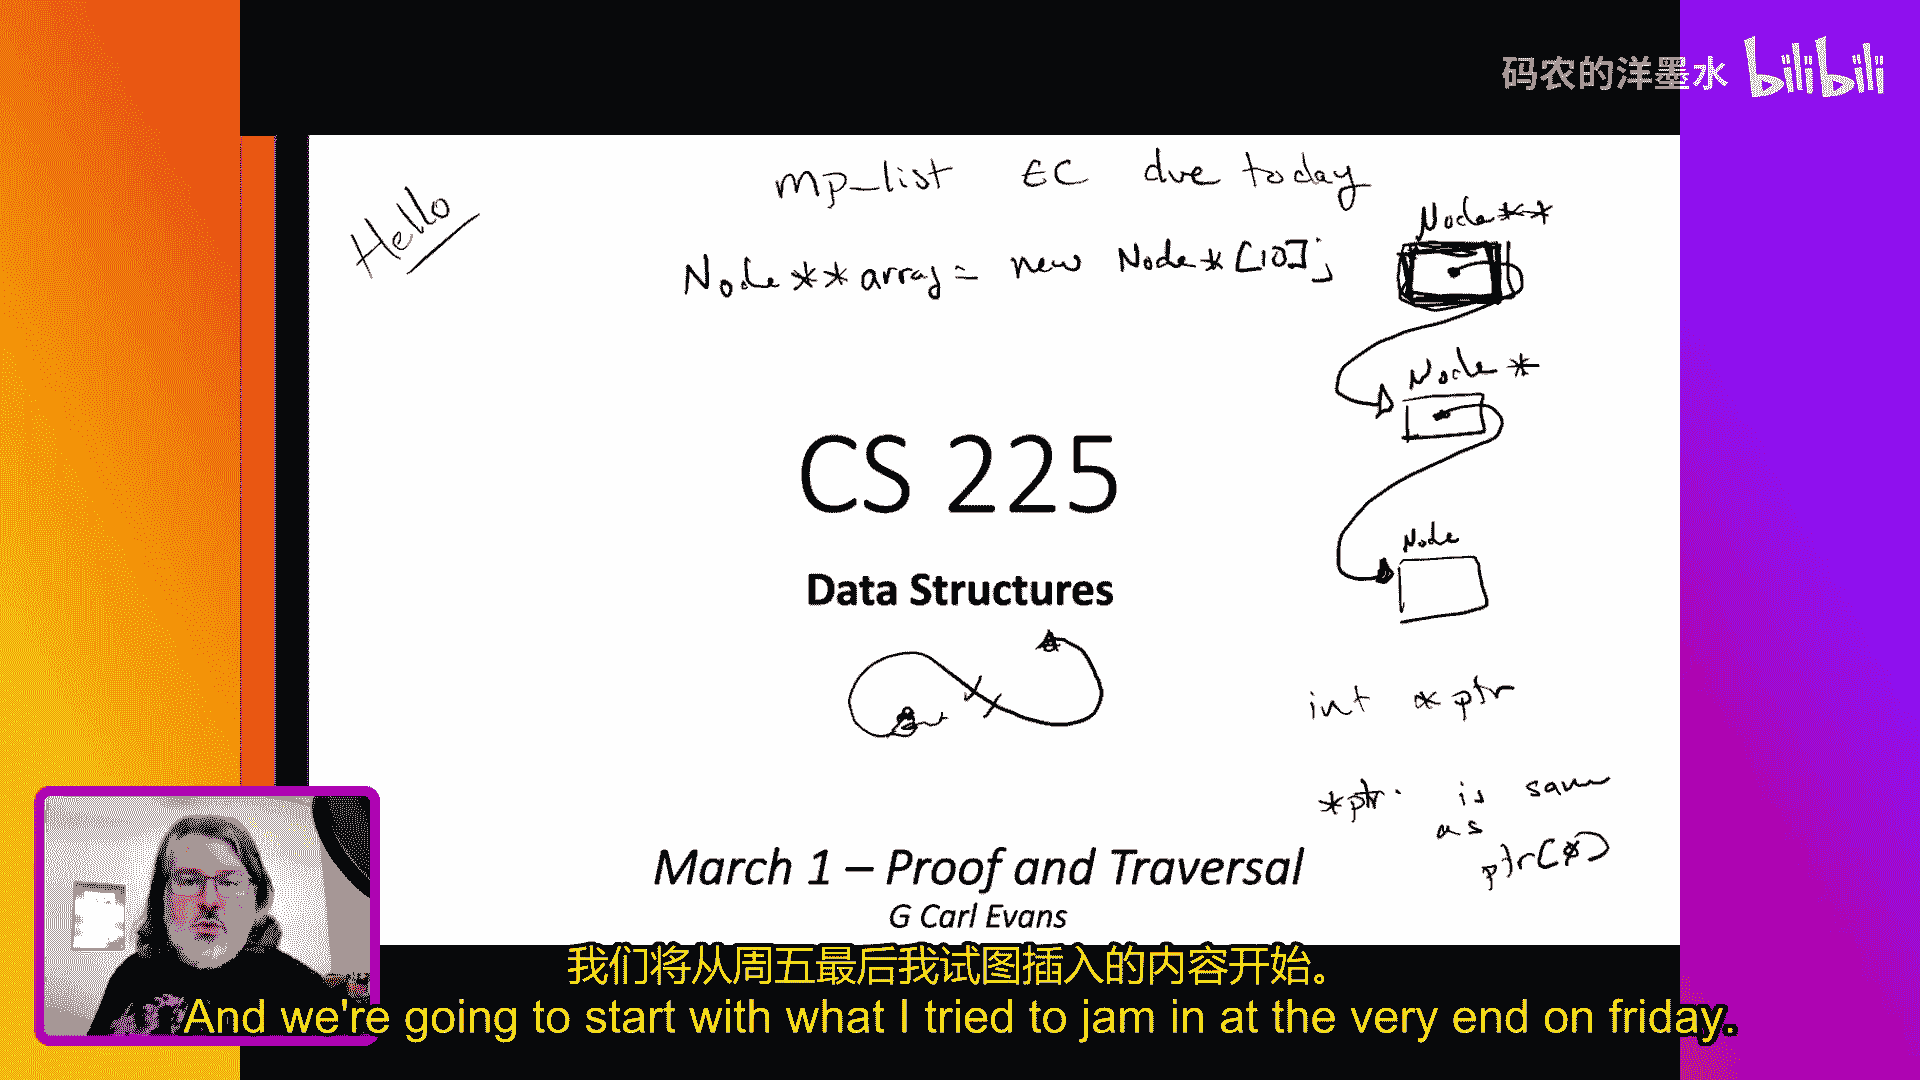 码农的洋墨水 bilibili
Hello
mp_list EC due today
Node**
Node **array = new Node*[10];
Node *
CS 225
Node
Data Structures
int *ptr
*ptr is same
as
ptr[0]
March 1 – Proof and Traversal
G Carl Evans
我们将从周五最后我试图插入的内容开始。
And we're going to start with what I tried to jam in at the very end on friday.